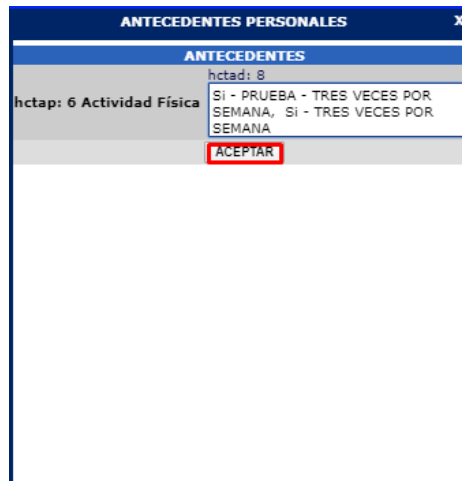 ANTECEDENTES PERSONALES X
ANTECEDENTES
hctad: 8
hctap: 6 Actividad Física
Si - PRUEBA - TRES VECES POR
SEMANA, Si - TRES VECES POR
SEMANA
ACEPTAR